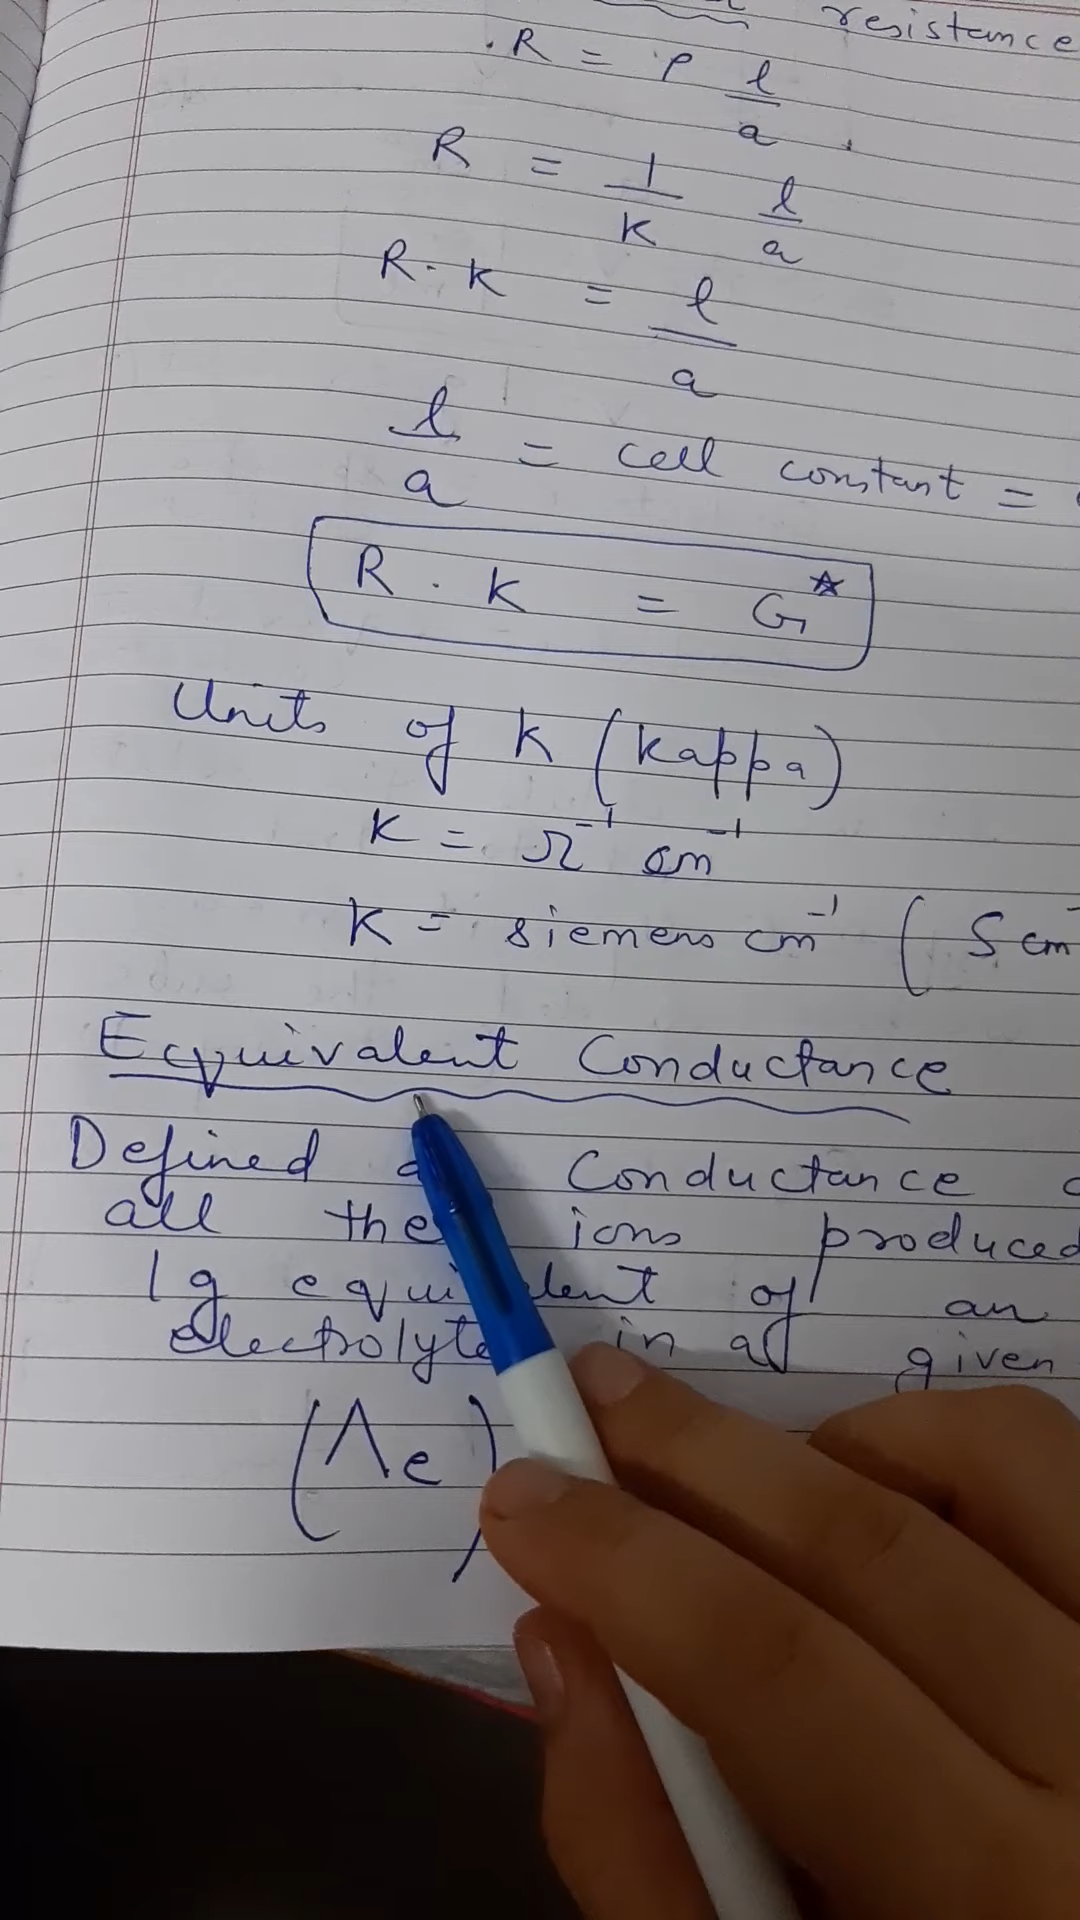 resistance
R = ρ l/a
R = 1/K l/a
R · K = l/a
l/a = cell constant =
R · K = G*
Units of K (kappa)
K = Ω⁻¹ cm⁻¹
K = siemens cm⁻¹ ( S cm⁻
Equivalent Conductance
Defined Conductance
all the ions produced
1g equivalent of an
electrolyte in a given
(Λe)